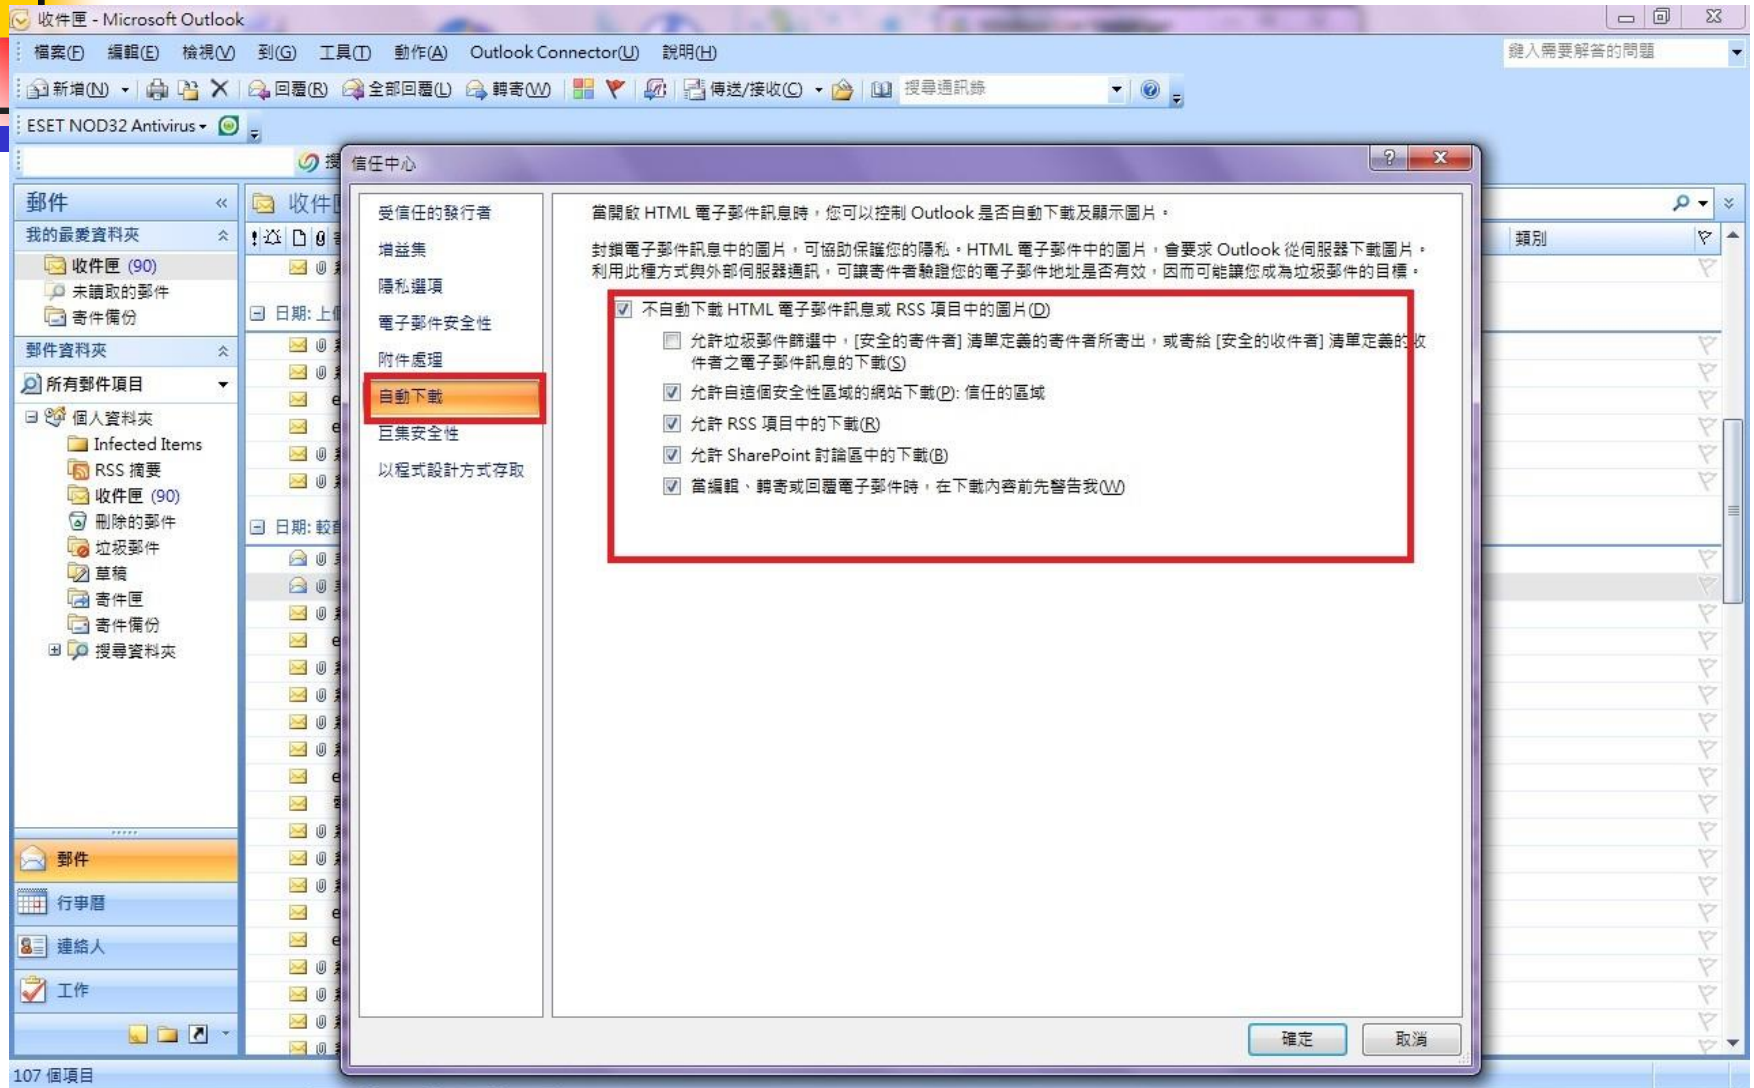 收件匣 - Microsoft Outlook
檔案(F) 編輯(E) 檢視(V) 到(G) 工具(T) 動作(A) Outlook Connector(U) 說明(H)
鍵入需要解答的問題
新增(N) 回覆(R) 全部回覆(L) 轉寄(W) 傳送/接收(C) 搜尋通訊錄
ESET NOD32 Antivirus
搜
信任中心
郵件
收件匣
我的最愛資料夾
收件匣 (90)
未讀取的郵件
寄件備份
郵件資料夾
所有郵件項目
個人資料夾
Infected Items
RSS 摘要
收件匣 (90)
刪除的郵件
垃圾郵件
草稿
寄件匣
寄件備份
搜尋資料夾
郵件
行事曆
連絡人
工作
107 個項目
日期: 上個
日期: 較舊
類別
受信任的發行者
增益集
隱私選項
電子郵件安全性
附件處理
自動下載
巨集安全性
以程式設計方式存取
當開啟 HTML 電子郵件訊息時，您可以控制 Outlook 是否自動下載及顯示圖片。
封鎖電子郵件訊息中的圖片，可協助保護您的隱私。HTML 電子郵件中的圖片，會要求 Outlook 從伺服器下載圖片。
利用此種方式與外部伺服器通訊，可讓寄件者驗證您的電子郵件地址是否有效，因而可能讓您成為垃圾郵件的目標。
不自動下載 HTML 電子郵件訊息或 RSS 項目中的圖片(D)
允許垃圾郵件篩選中，[安全的寄件者] 清單定義的寄件者所寄出，或寄給 [安全的收件者] 清單定義的收
件者之電子郵件訊息的下載(S)
允許自這個安全性區域的網站下載(P): 信任的區域
允許 RSS 項目中的下載(R)
允許 SharePoint 討論區中的下載(B)
當編輯、轉寄或回覆電子郵件時，在下載內容前先警告我(W)
確定
取消